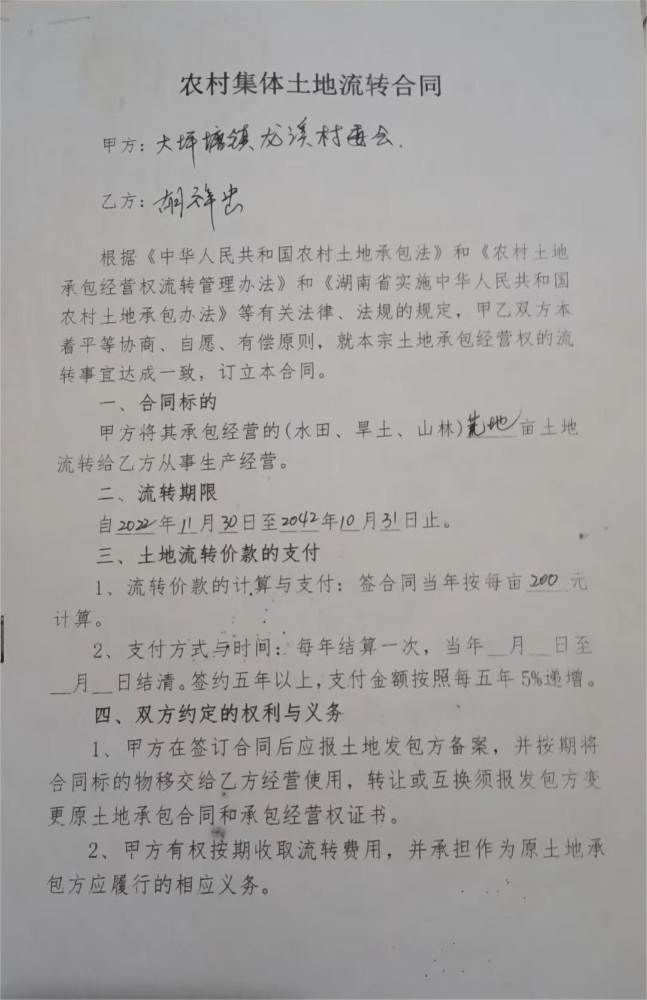 农村集体土地流转合同
甲方：大坪塘镇龙溪村委会.
乙方：胡祥忠
根据《中华人民共和国农村土地承包法》和《农村土地
承包经营权流转管理办法》和《湖南省实施中华人民共和国
农村土地承包办法》等有关法律、法规的规定，甲乙双方本
着平等协商、自愿、有偿原则，就本宗土地承包经营权的流
转事宜达成一致，订立本合同。
一、合同标的
甲方将其承包经营的(水田、旱土、山林)荒地亩土地
流转给乙方从事生产经营。
二、流转期限
自2022年11月30日至2042年10月31日止。
三、土地流转价款的支付
1、流转价款的计算与支付：签合同当年按每亩200元
计算。
2、支付方式与时间：每年结算一次，当年__月__日至
__月__日结清。签约五年以上，支付金额按照每五年5%递增。
四、双方约定的权利与义务
1、甲方在签订合同后应报土地发包方备案，并按期将
合同标的物移交给乙方经营使用，转让或互换须报发包方变
更原土地承包合同和承包经营权证书。
2、甲方有权按期收取流转费用，并承担作为原土地承
包方应履行的相应义务。